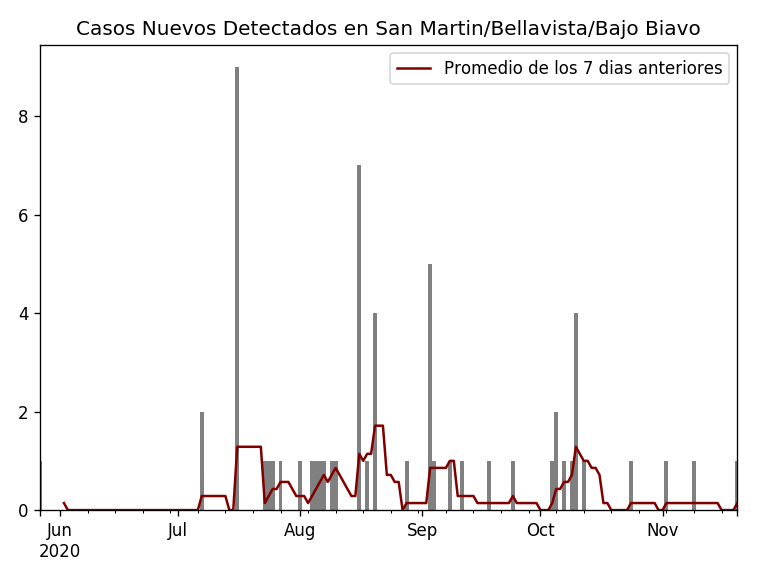 Casos Nuevos Detectados en San Martin/Bellavista/Bajo Biavo
Promedio de los 7 dias anteriores
8
6
4
2
0
Jun Jul Aug Sep Oct Nov
2020